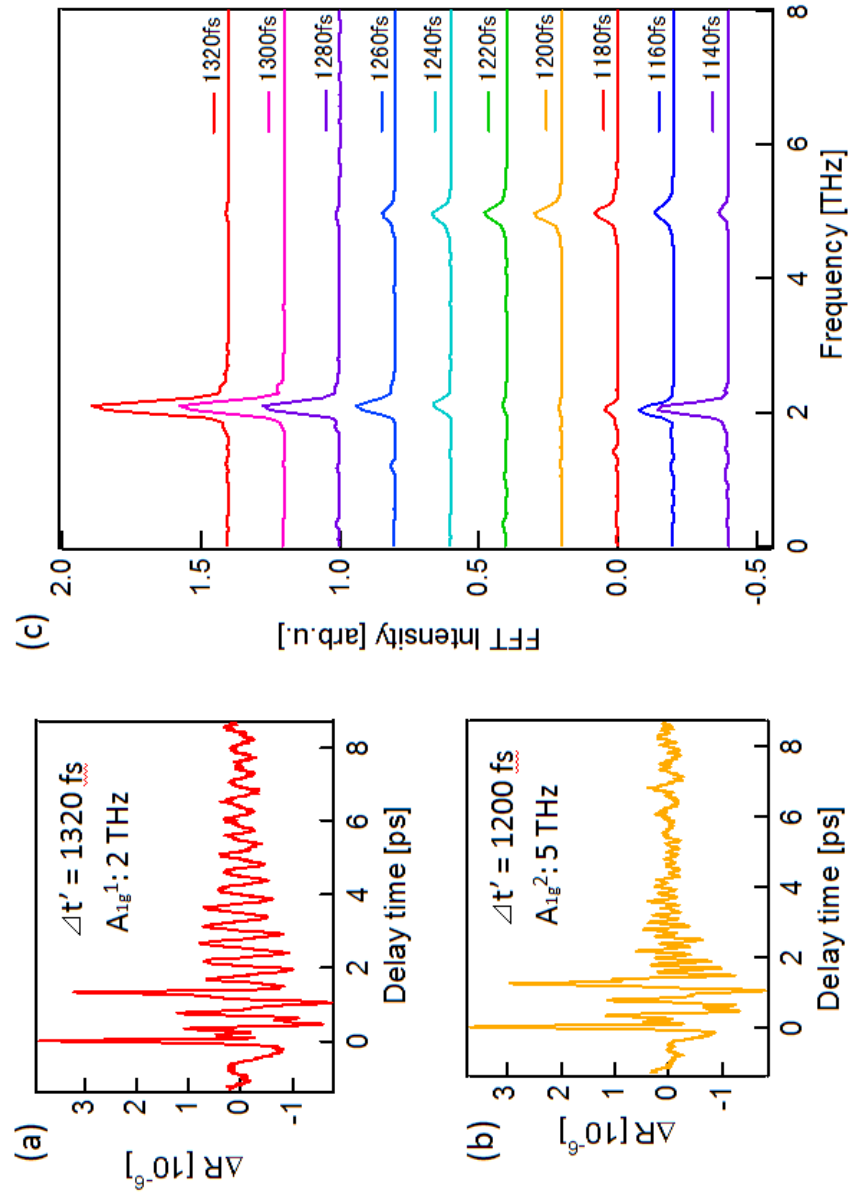 (a)
Δt' = 1320 fs
A1g1: 2 THz
ΔR [10-6]
3
2
1
0
-1
0
2
4
6
8
Delay time [ps]
(b)
Δt' = 1200 fs
A1g2: 5 THz
ΔR [10-6]
3
2
1
0
-1
0
2
4
6
8
Delay time [ps]
(c)
FFT Intensity [arb.u.]
2.0
1.5
1.0
0.5
0.0
-0.5
1320fs
1300fs
1280fs
1260fs
1240fs
1220fs
1200fs
1180fs
1160fs
1140fs
0
2
4
6
8
Frequency [THz]